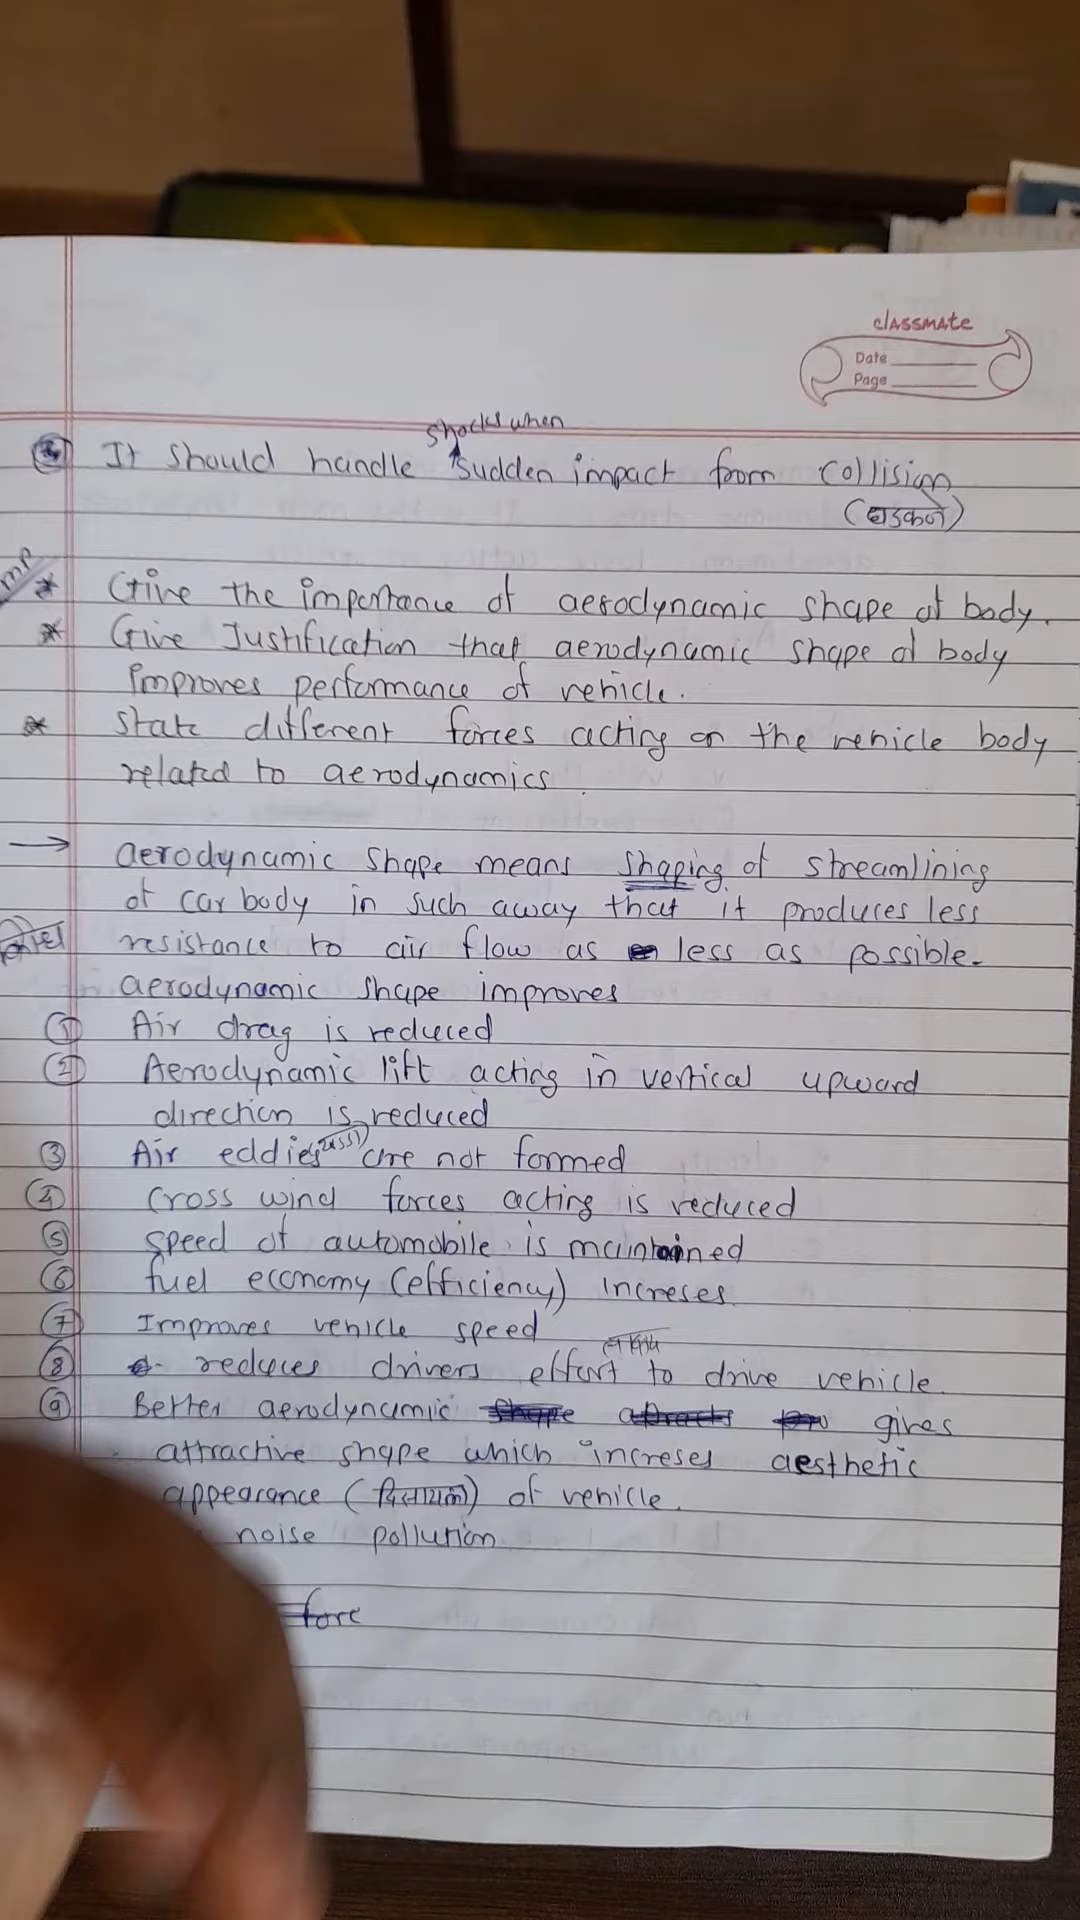 classmate
Date
Page
shocks when
It should handle sudden impact from collision
(धडकने)
IMP
* Give the importance of aerodynamic shape of body.
* Give Justification that aerodynamic shape of body
improves performance of vehicle.
* State different forces acting on the vehicle body
related to aerodynamics.
→ aerodynamic shape means shaping of streamlining
of car body in such away that it produces less
resistance to air flow as less as possible.
aerodynamic shape improves
① Air drag is reduced
② Aerodynamic lift acting in vertical upward
direction is reduced
③ Air eddies are not formed
④ cross wind forces acting is reduced
⑤ speed of automobile is maintained
⑥ fuel economy (efficiency) increses.
⑦ Improves vehicle speed
⑧ reduces drivers effort to drive vehicle.
⑨ Better aerodynamic gives
attractive shape which increses aesthetic
appearance of vehicle.
noise pollution